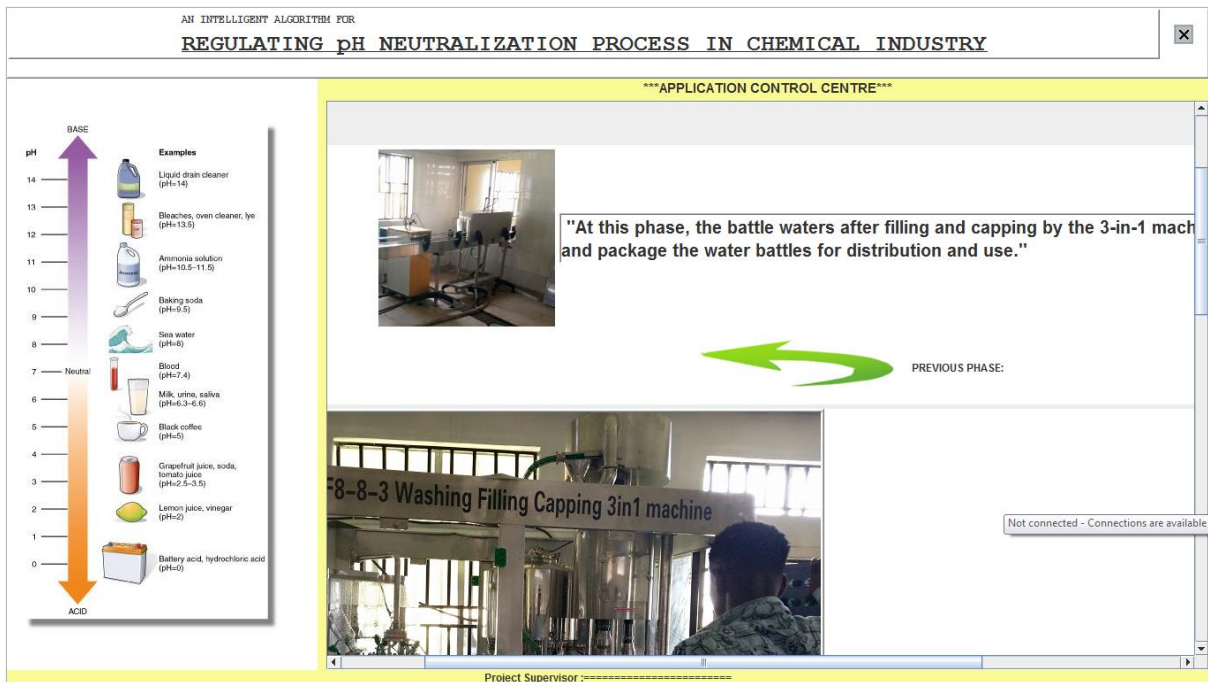 AN INTELLIGENT ALGORITHM FOR
REGULATING pH NEUTRALIZATION PROCESS IN CHEMICAL INDUSTRY
***APPLICATION CONTROL CENTRE***
BASE
pH
Examples
14
Liquid drain cleaner
(pH=14)
13
Bleaches, oven cleaner, lye
(pH=13.5)
12
11
Ammonia solution
(pH=10.5–11.5)
10
Baking soda
(pH=9.5)
9
Sea water
(pH=8)
8
Blood
(pH=7.4)
7
Neutral
Milk, urine, saliva
(pH=6.3–6.6)
6
Black coffee
(pH=5)
5
4
Grapefruit juice, soda,
tomato juice
(pH=2.5–3.5)
3
Lemon juice, vinegar
(pH=2)
2
1
Battery acid, hydrochloric acid
(pH=0)
0
ACID
"At this phase, the battle waters after filling and capping by the 3-in-1 mach
and package the water battles for distribution and use."
PREVIOUS PHASE:
F8-8-3 Washing Filling Capping 3in1 machine
Not connected - Connections are available
Project Supervisor :=========================